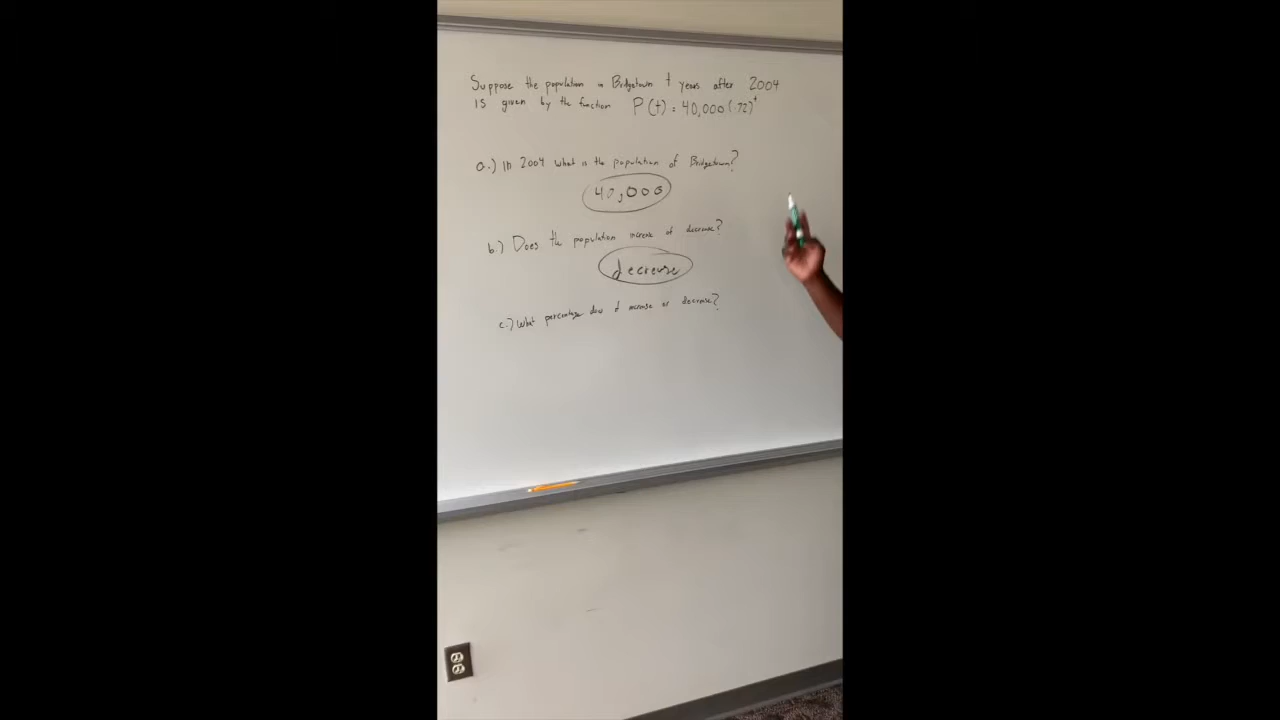 Suppose the population in Bridgetown t years after 2004
is given by the function P(t) = 40,000(.72)^t
a.) In 2004 what is the population of Bridgetown?
40,000
b.) Does the population increase of decrease?
decrease
c.) What percentage does it increase or decrease?